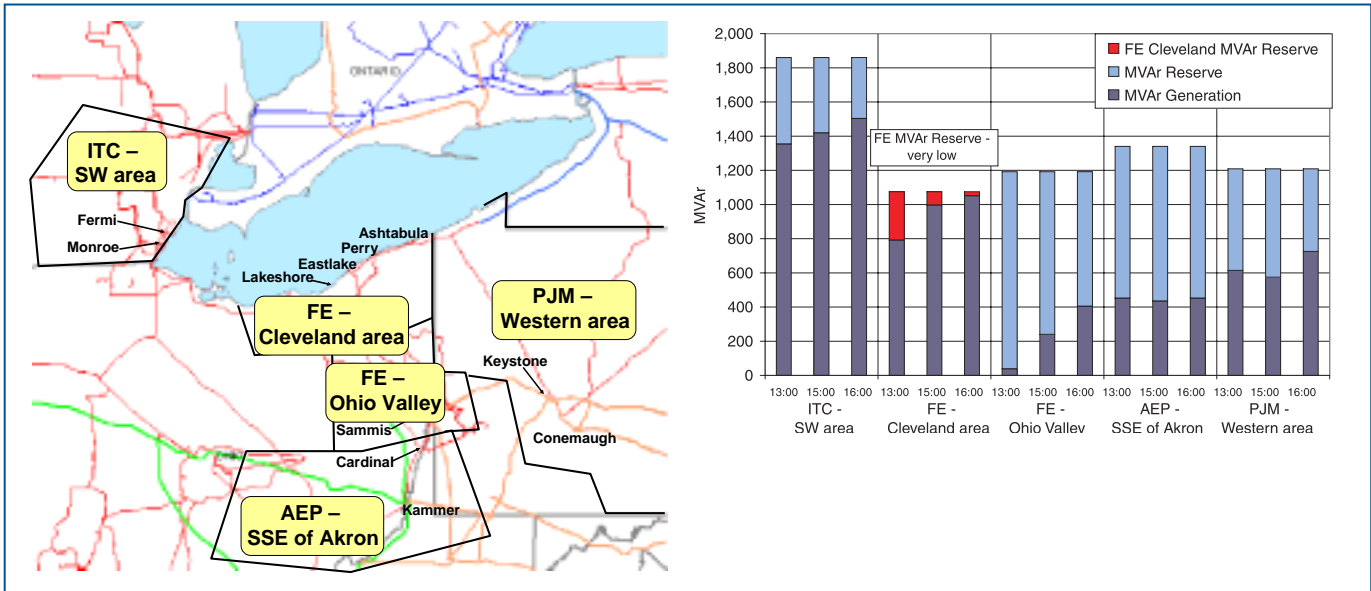 ONTARIO
ITC –
SW area
Fermi
Monroe
Ashtabula
Perry
Eastlake
Lakeshore
FE –
Cleveland area
PJM –
Western area
Keystone
FE –
Ohio Valley
Sammis
Conemaugh
Cardinal
Kammer
AEP –
SSE of Akron
2,000
1,800
1,600
1,400
1,200
1,000
800
600
400
200
0
MVAr
FE Cleveland MVAr Reserve
MVAr Reserve
MVAr Generation
FE MVAr Reserve -
very low
13:00 15:00 16:00 13:00 15:00 16:00 13:00 15:00 16:00 13:00 15:00 16:00 13:00 15:00 16:00
ITC - FE - FE - AEP - PJM -
SW area Cleveland area Ohio Valley SSE of Akron Western area